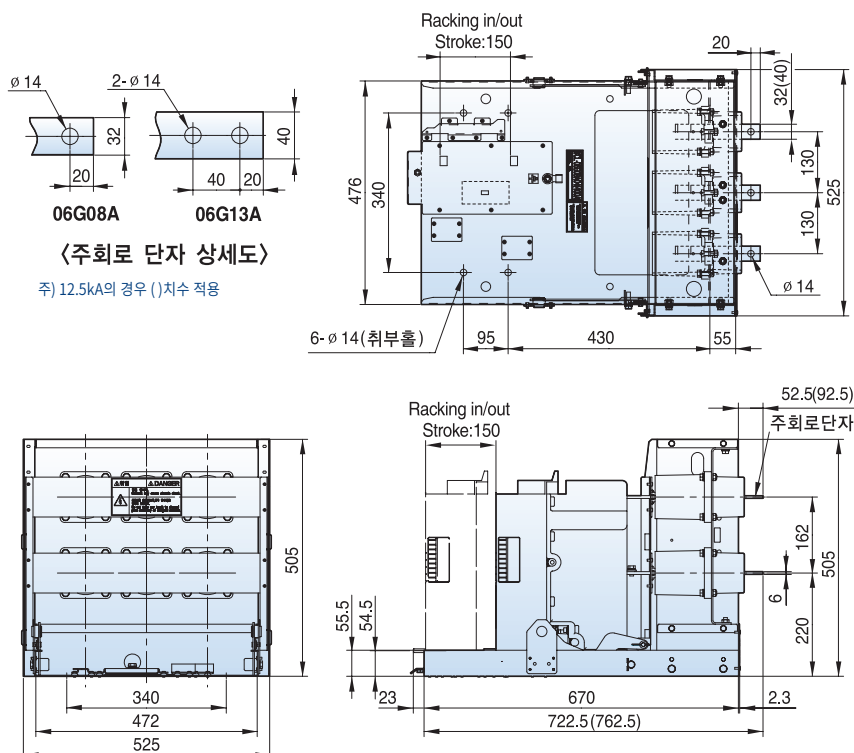 Racking in/out
Stroke:150
20
ø 14
2- ø 14
32
40
32(40)
20
40
20
06G08A
06G13A
〈주회로 단자 상세도〉
주) 12.5kA의 경우 ( )치수 적용
476
340
130
130
525
ø 14
6- ø 14(취부홀)
95
430
55
52.5(92.5)
주회로단자
Racking in/out
Stroke:150
⚠위험 ⚠DANGER
505
162
505
6
220
55.5
54.5
340
472
525
23
670
2.3
722.5(762.5)